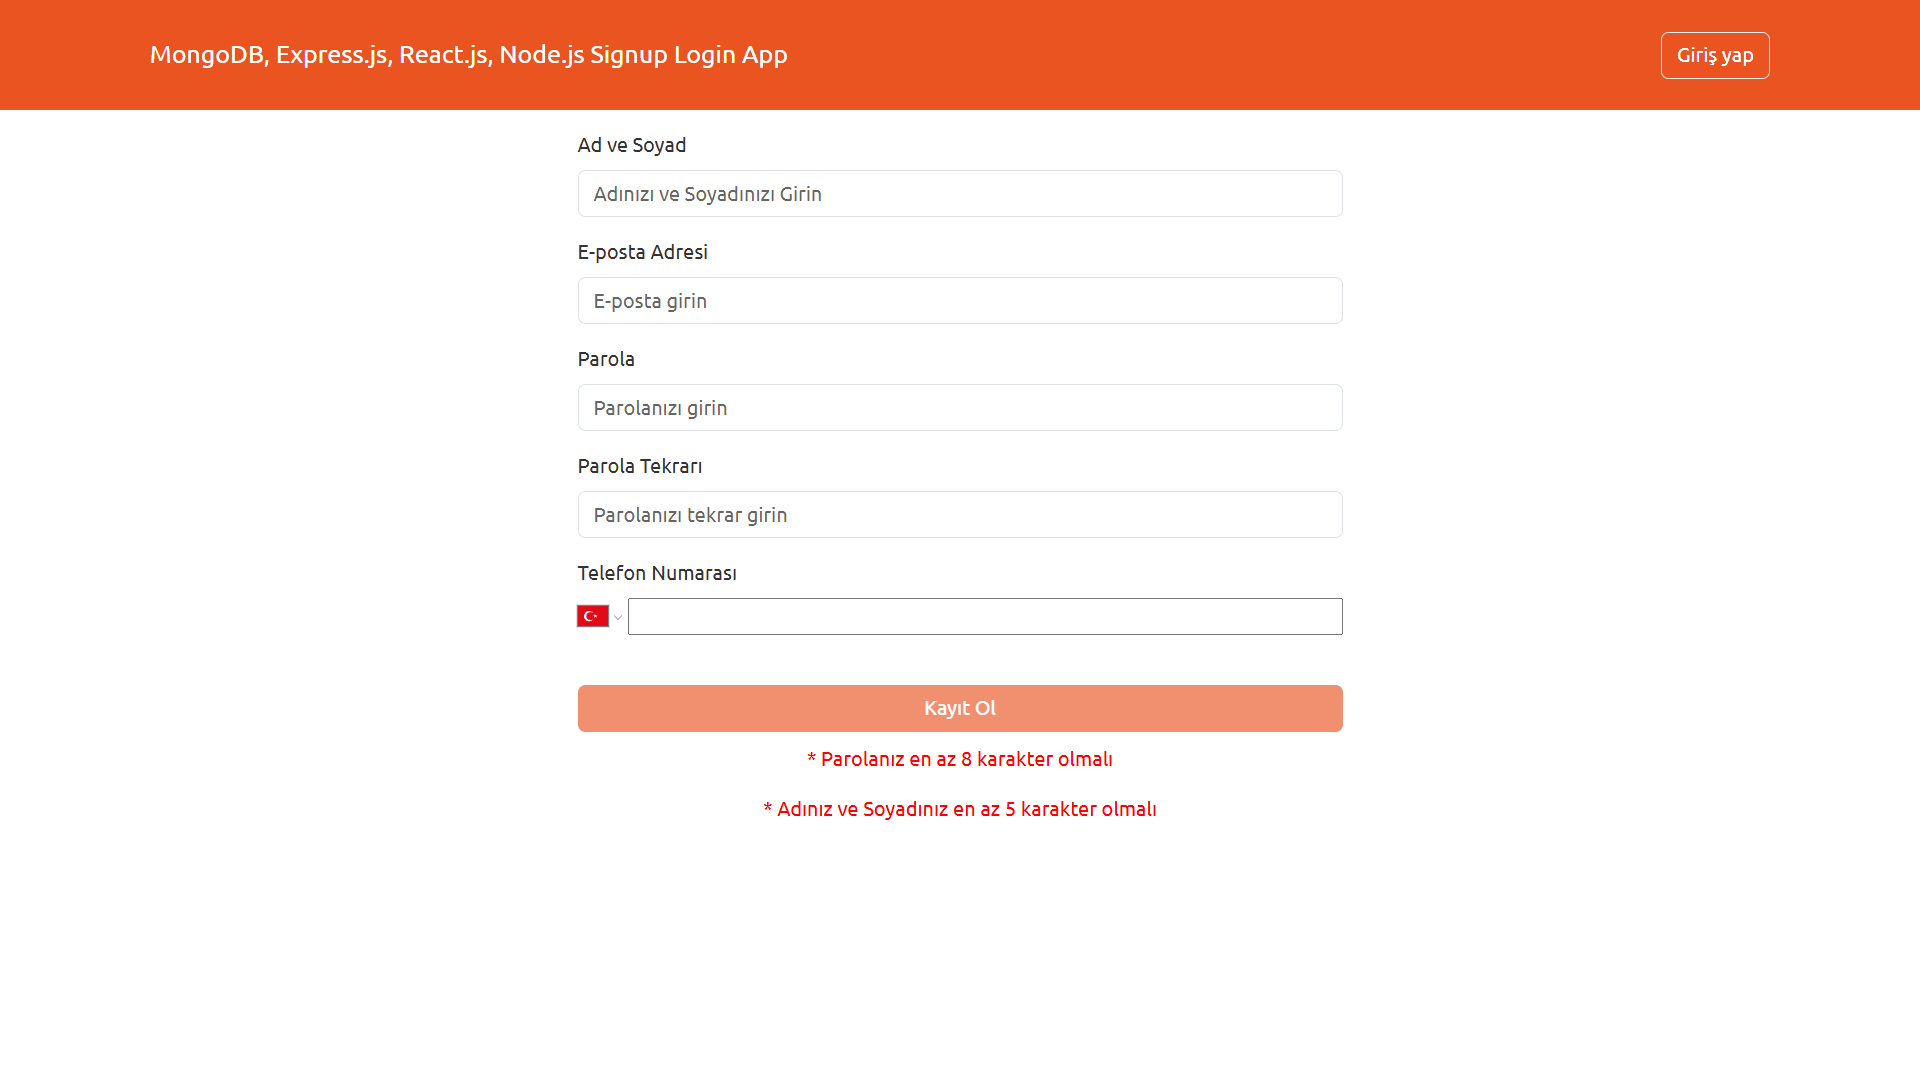 MongoDB, Express.js, React.js, Node.js Signup Login App
Giriş yap
Ad ve Soyad
Adınızı ve Soyadınızı Girin
E-posta Adresi
E-posta girin
Parola
Parolanızı girin
Parola Tekrarı
Parolanızı tekrar girin
Telefon Numarası
Kayıt Ol
* Parolanız en az 8 karakter olmalı
* Adınız ve Soyadınız en az 5 karakter olmalı